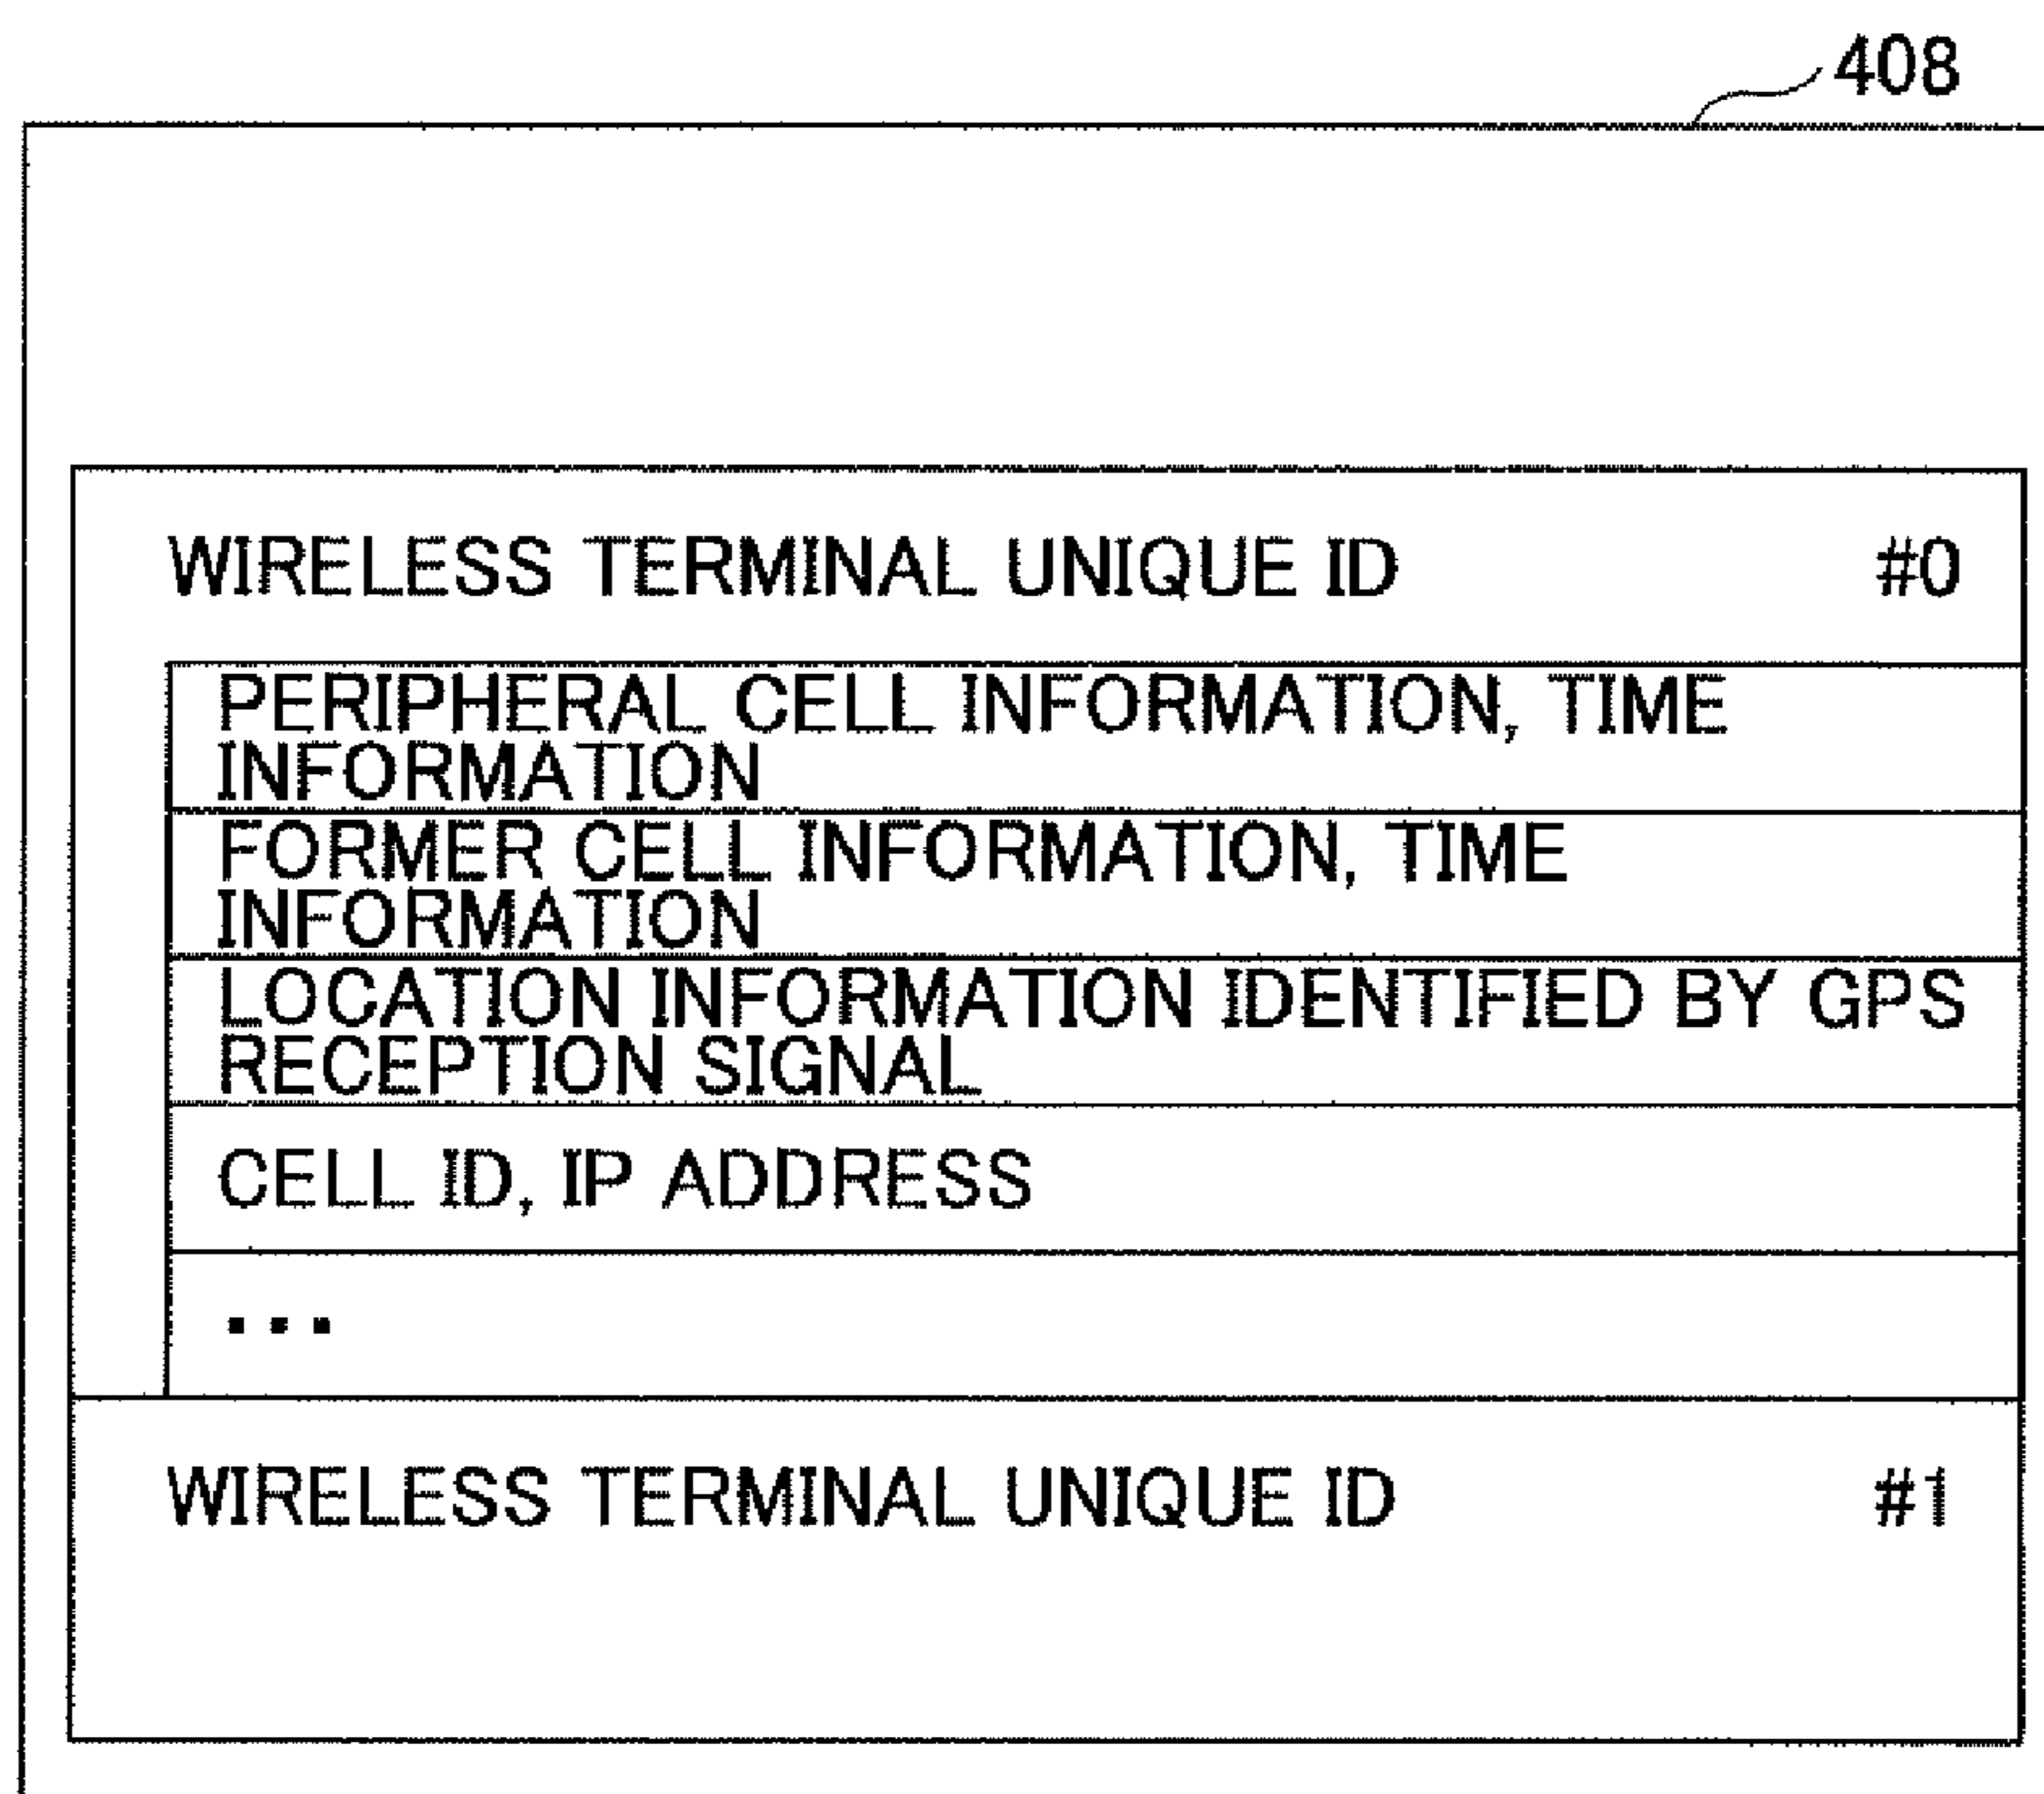 408
WIRELESS TERMINAL UNIQUE ID #0
PERIPHERAL CELL INFORMATION, TIME
INFORMATION
FORMER CELL INFORMATION, TIME
INFORMATION
LOCATION INFORMATION IDENTIFIED BY GPS
RECEPTION SIGNAL
CELL ID, IP ADDRESS
...
WIRELESS TERMINAL UNIQUE ID #1